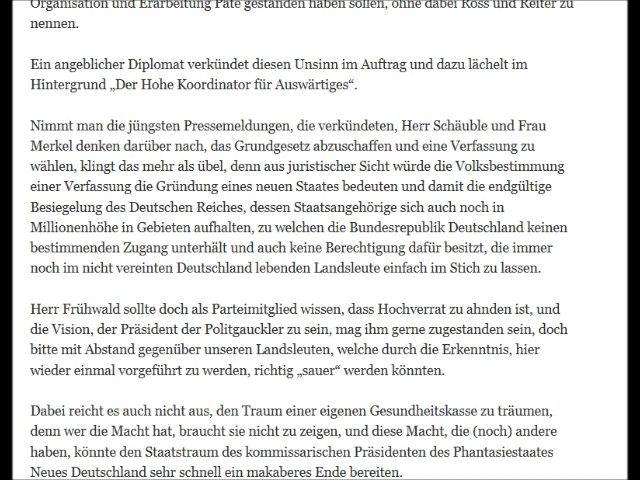 Organisation und Erarbeitung Pate gestanden haben sollen, ohne dabei Ross und Reiter zu
nennen.
Ein angeblicher Diplomat verkündet diesen Unsinn im Auftrag und dazu lächelt im
Hintergrund „Der Hohe Koordinator für Auswärtiges“.
Nimmt man die jüngsten Pressemeldungen, die verkündeten, Herr Schäuble und Frau
Merkel denken darüber nach, das Grundgesetz abzuschaffen und eine Verfassung zu
wählen, klingt das mehr als übel, denn aus juristischer Sicht würde die Volksbestimmung
einer Verfassung die Gründung eines neuen Staates bedeuten und damit die endgültige
Besiegelung des Deutschen Reiches, dessen Staatsangehörige sich auch noch in
Millionenhöhe in Gebieten aufhalten, zu welchen die Bundesrepublik Deutschland keinen
bestimmenden Zugang unterhält und auch keine Berechtigung dafür besitzt, die immer
noch im nicht vereinten Deutschland lebenden Landsleute einfach im Stich zu lassen.
Herr Frühwald sollte doch als Parteimitglied wissen, dass Hochverrat zu ahnden ist, und
die Vision, der Präsident der Politgauckler zu sein, mag ihm gerne zugestanden sein, doch
bitte mit Abstand gegenüber unseren Landsleuten, welche durch die Erkenntnis, hier
wieder einmal vorgeführt zu werden, richtig „sauer“ werden könnten.
Dabei reicht es auch nicht aus, den Traum einer eigenen Gesundheitskasse zu träumen,
denn wer die Macht hat, braucht sie nicht zu zeigen, und diese Macht, die (noch) andere
haben, könnte den Staatstraum des kommissarischen Präsidenten des Phantasiestaates
Neues Deutschland sehr schnell ein makaberes Ende bereiten.